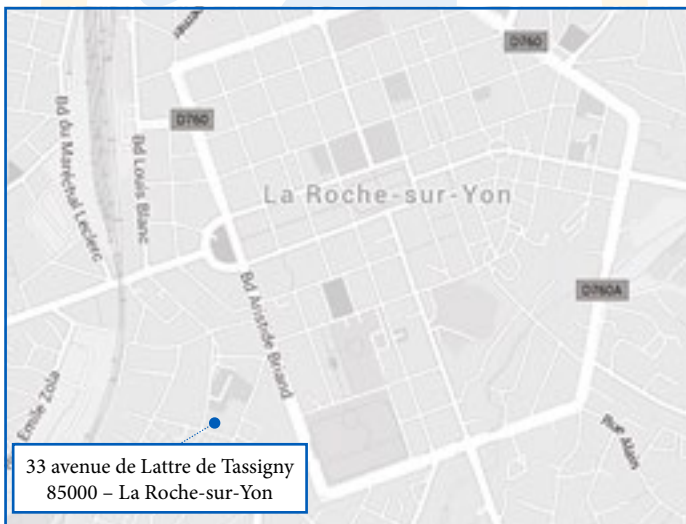 D760
D760
Bd du Maréchal Leclerc
Bd Louis Blanc
La Roche-sur-Yon
D760A
Bd Aristide Briand
Emile Zola
Rue Alain
33 avenue de Lattre de Tassigny
85000 – La Roche-sur-Yon